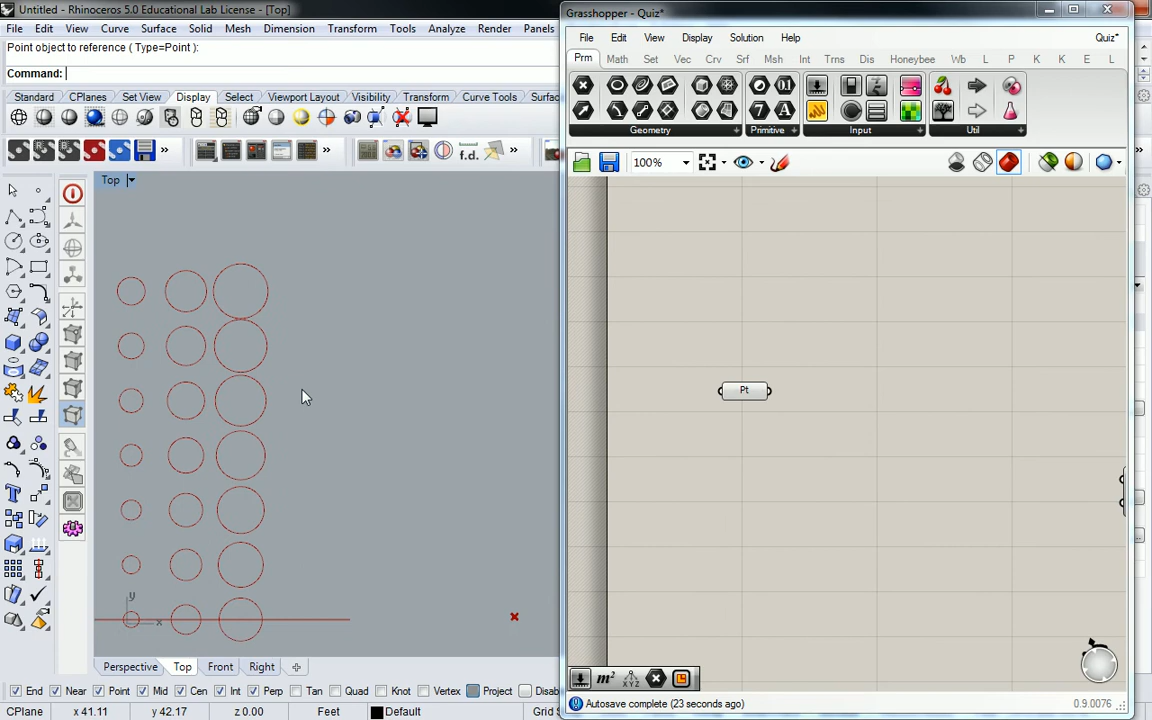 Untitled - Rhinoceros 5.0 Educational Lab License - [Top]
File Edit View Curve Surface Solid Mesh Dimension Transform Tools Analyze Render
Point object to reference ( Type=Point ):
Command:
Standard CPlanes Set View Display Select Viewport Layout Visibility Transform Curve Tools Surfac
f.d.
Top
y
x
Perspective Top Front Right
End Near Point Mid Cen Int Perp Tan Quad Knot Vertex Project Disab
CPlane x 41.11 y 42.17 z 0.00 Feet Default Grid S
Grasshopper - Quiz*
File Edit View Display Solution Help Quiz*
Prm Math Set Vec Crv Srf Msh Int Trns Dis Honeybee Wb L P K E L
Geometry Primitive Input Util
100%
Pt
m²
Autosave complete (23 seconds ago) 0.9.0076